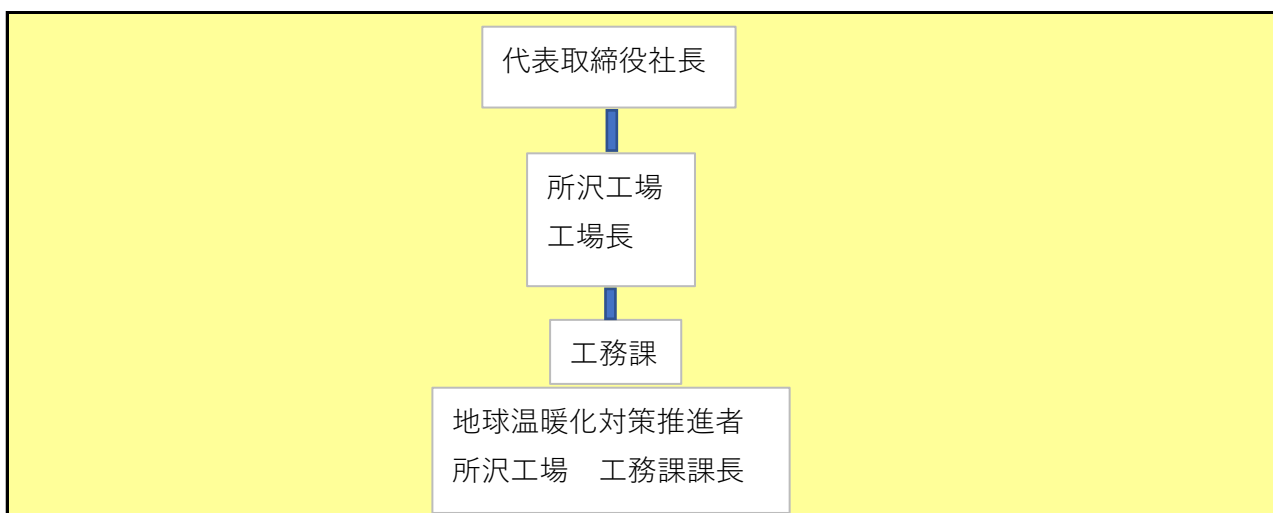 代表取締役社長
所沢工場
工場長
工務課
地球温暖化対策推進者
所沢工場　工務課課長